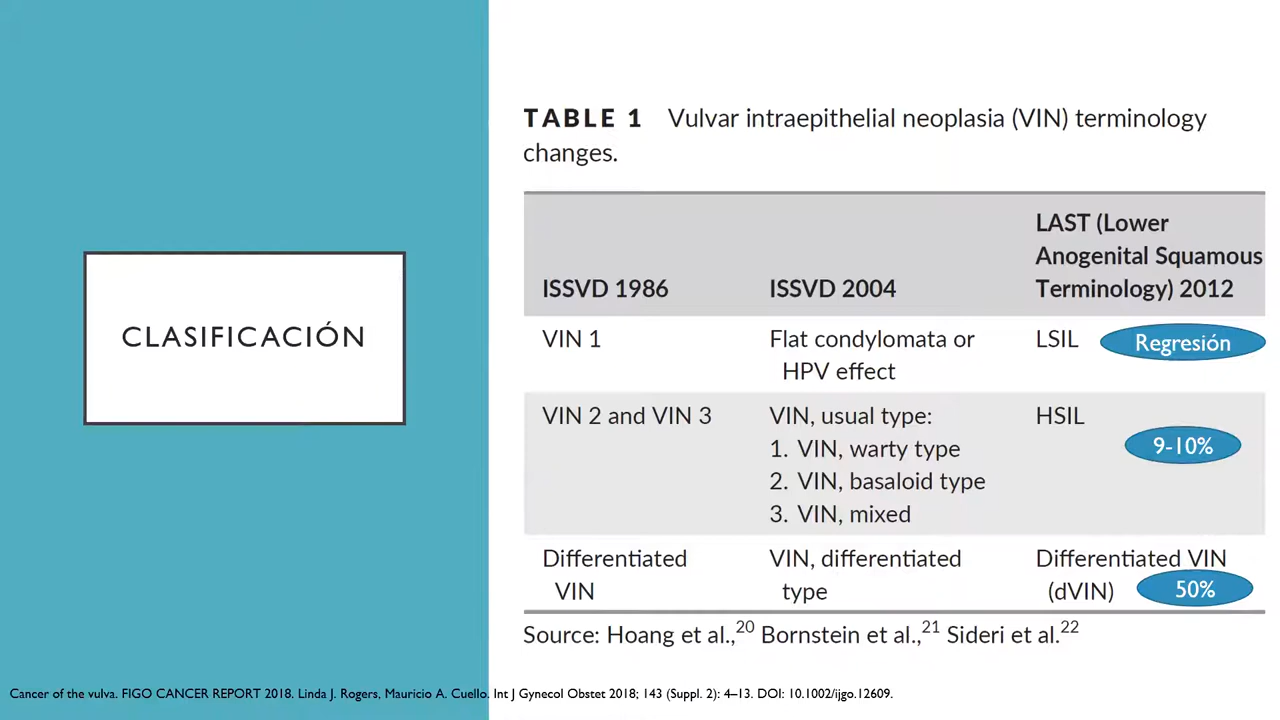 CLASIFICACIÓN
TABLE 1 Vulvar intraepithelial neoplasia (VIN) terminology
changes.
ISSVD 1986 ISSVD 2004 LAST (Lower
Anogenital Squamous
Terminology) 2012
VIN 1 Flat condylomata or LSIL Regresión
HPV effect
VIN 2 and VIN 3 VIN, usual type: HSIL
1. VIN, warty type 9-10%
2. VIN, basaloid type
3. VIN, mixed
Differentiated VIN, differentiated Differentiated VIN
VIN type (dVIN) 50%
Source: Hoang et al.,20 Bornstein et al.,21 Sideri et al.22
Cancer of the vulva. FIGO CANCER REPORT 2018. Linda J. Rogers, Mauricio A. Cuello. Int J Gynecol Obstet 2018; 143 (Suppl. 2): 4–13. DOI: 10.1002/ijgo.12609.